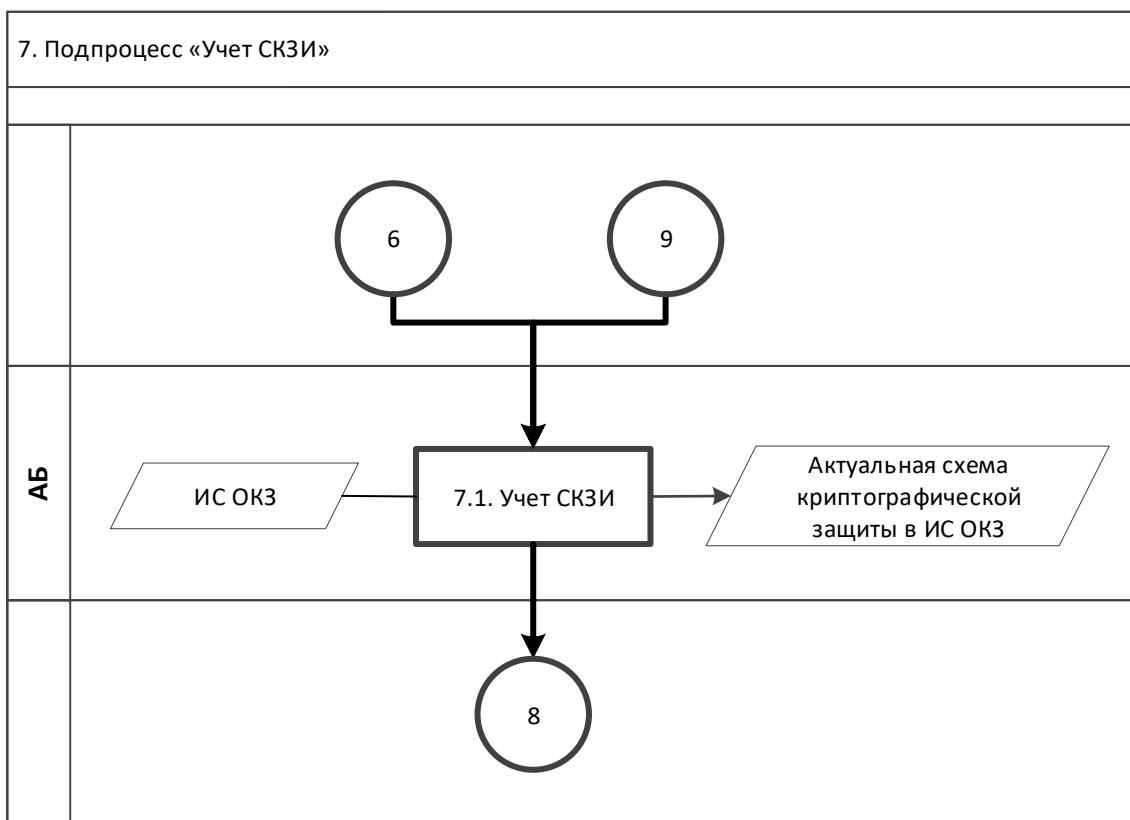 7. Подпроцесс «Учет СКЗИ»
6
9
АБ
ИС ОКЗ
7.1. Учет СКЗИ
Актуальная схема
криптографической
защиты в ИС ОКЗ
8